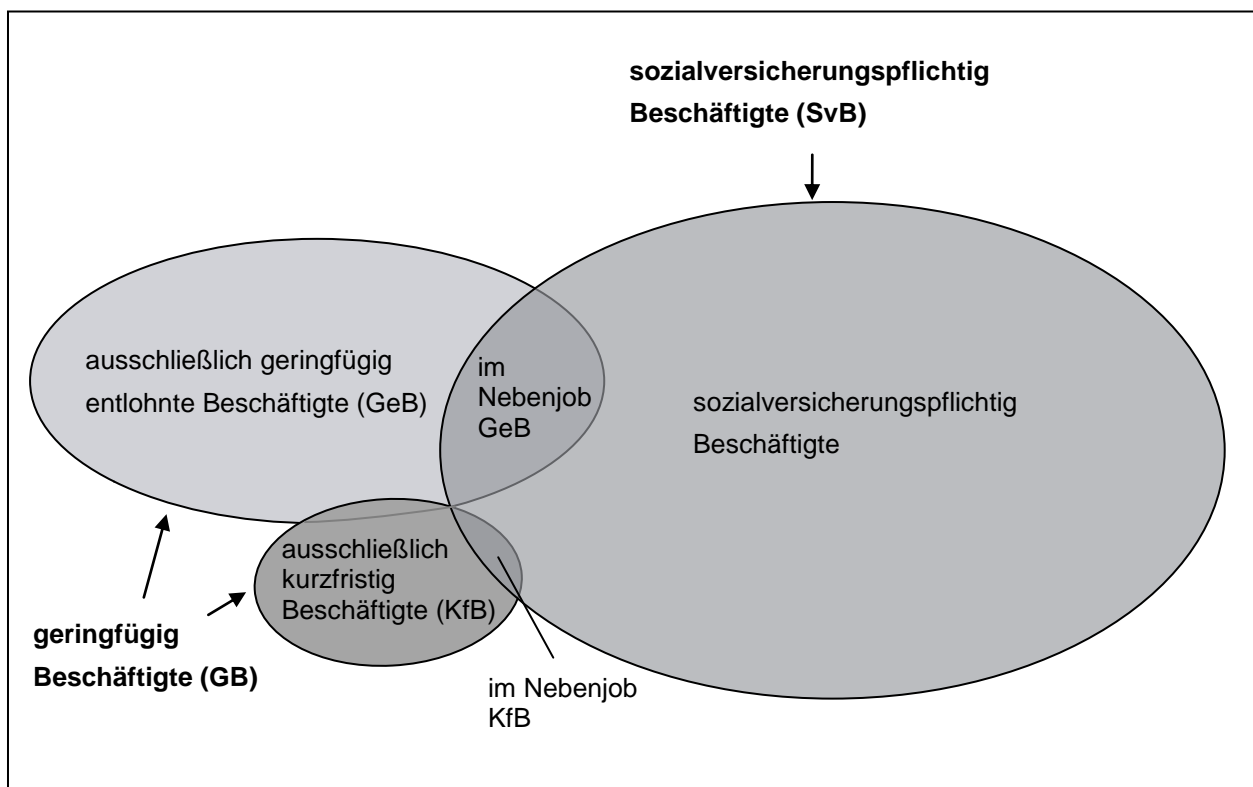 sozialversicherungspflichtig
Beschäftigte (SvB)
ausschließlich geringfügig
entlohnte Beschäftigte (GeB)
im
Nebenjob
GeB
sozialversicherungspflichtig
Beschäftigte
ausschließlich
kurzfristig
Beschäftigte (KfB)
geringfügig
Beschäftigte (GB)
im Nebenjob
KfB